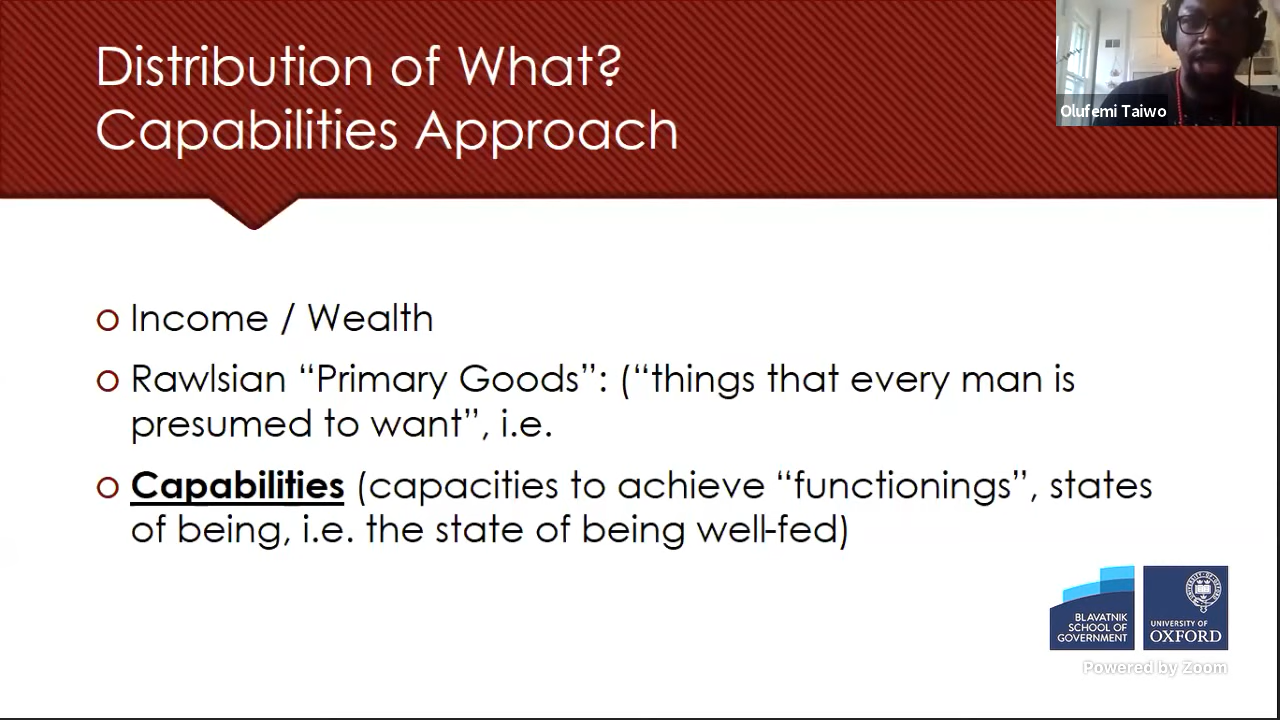 Distribution of What?
Capabilities Approach
Olufemi Taiwo
Income / Wealth
Rawlsian “Primary Goods”: (“things that every man is
presumed to want”, i.e.
Capabilities (capacities to achieve “functionings”, states
of being, i.e. the state of being well-fed)
BLAVATNIK
SCHOOL OF
GOVERNMENT
UNIVERSITY OF
OXFORD
Powered by Zoom